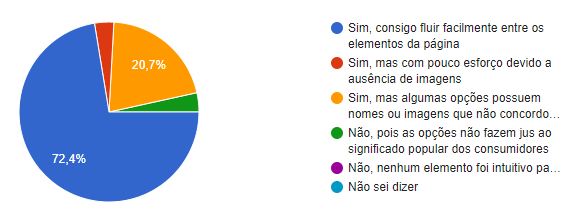 72,4%
20,7%
Sim, consigo fluir facilmente entre os
elementos da página
Sim, mas com pouco esforço devido a
ausência de imagens
Sim, mas algumas opções possuem
nomes ou imagens que não concordo…
Não, pois as opções não fazem jus ao
significado popular dos consumidores
Não, nenhum elemento foi intuitivo pa…
Não sei dizer